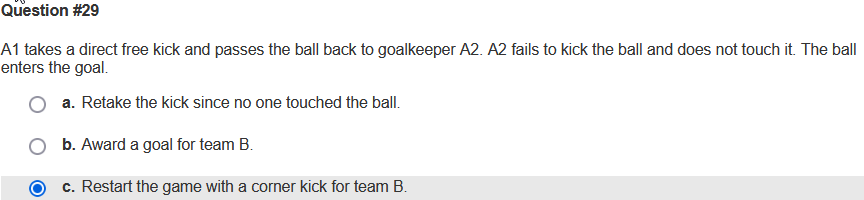 Question #29
A1 takes a direct free kick and passes the ball back to goalkeeper A2. A2 fails to kick the ball and does not touch it. The ball
enters the goal.
a. Retake the kick since no one touched the ball.
b. Award a goal for team B.
c. Restart the game with a corner kick for team B.